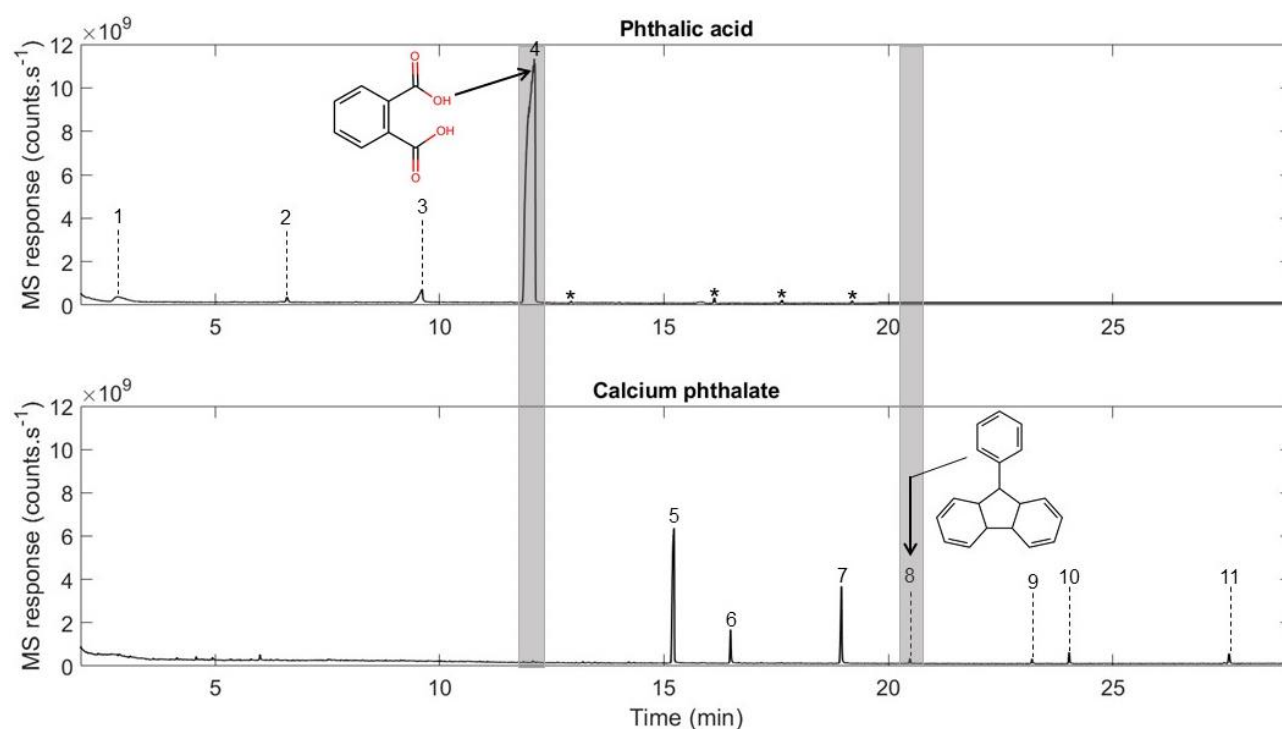 Phthalic acid
×10⁹
MS response (counts.s⁻¹)
12
10
8
6
4
2
0
1
2
3
4
O
OH
OH
O
* * * *
5 10 15 20 25
Calcium phthalate
×10⁹
MS response (counts.s⁻¹)
12
10
8
6
4
2
0
5
6
7
8
9
10
11
5 10 15 20 25
Time (min)